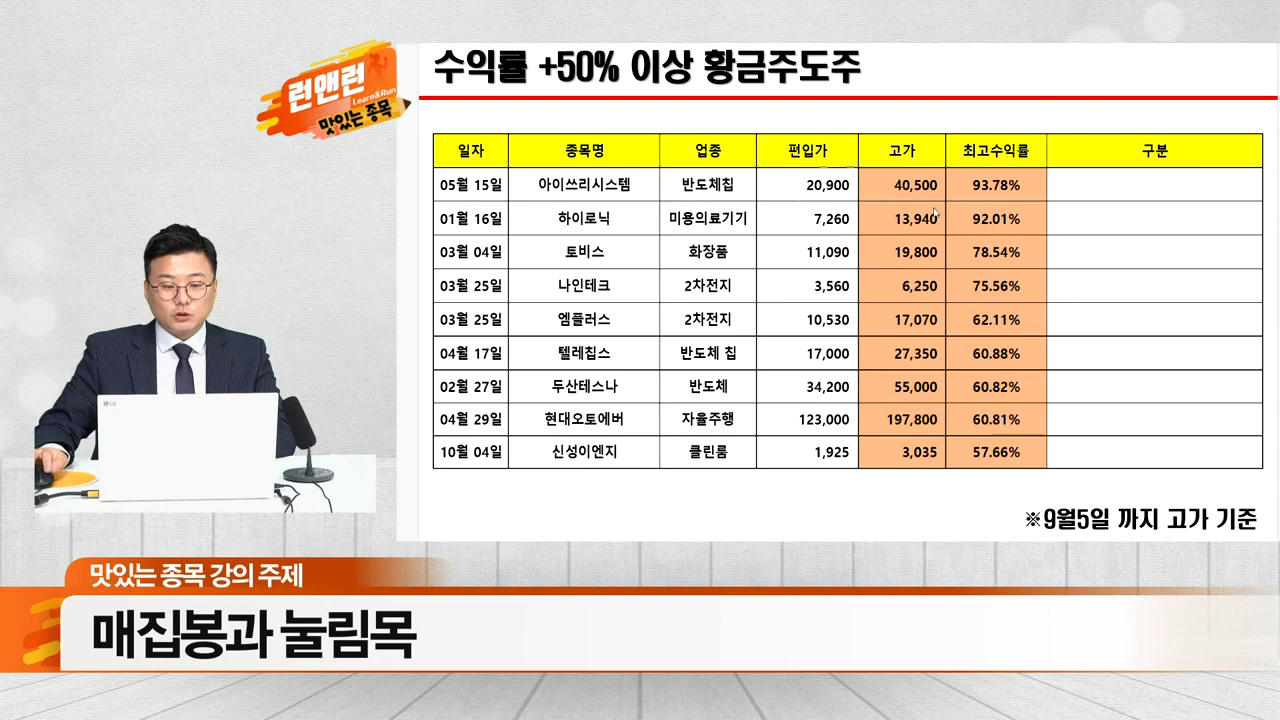 수익률 +50% 이상 황금주도주
런앤런
Learn&Run
맛있는 종목
일자 종목명 업종 편입가 고가 최고수익률 구분
05월 15일 아이쓰리시스템 반도체칩 20,900 40,500 93.78%
01월 16일 하이로닉 미용의료기기 7,260 13,940 92.01%
03월 04일 토비스 화장품 11,090 19,800 78.54%
03월 25일 나인테크 2차전지 3,560 6,250 75.56%
03월 25일 엠플러스 2차전지 10,530 17,070 62.11%
04월 17일 텔레칩스 반도체 칩 17,000 27,350 60.88%
02월 27일 두산테스나 반도체 34,200 55,000 60.82%
04월 29일 현대오토에버 자율주행 123,000 197,800 60.81%
10월 04일 신성이엔지 클린룸 1,925 3,035 57.66%
※9월5일 까지 고가 기준
LG
맛있는 종목 강의 주제
매집봉과 눌림목